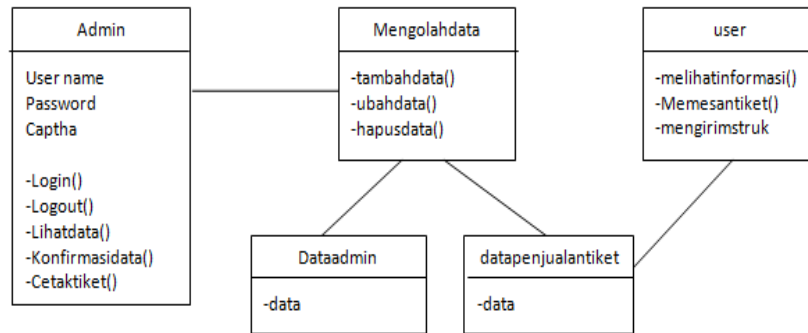 Admin
User name
Password
Captha
-Login()
-Logout()
-Lihatdata()
-Konfirmasidata()
-Cetaktiket()
Mengolahdata
-tambahdata()
-ubahdata()
-hapusdata()
user
-melihatinformasi()
-Memesantiket()
-mengirimstruk
Dataadmin
-data
datapenjualantiket
-data